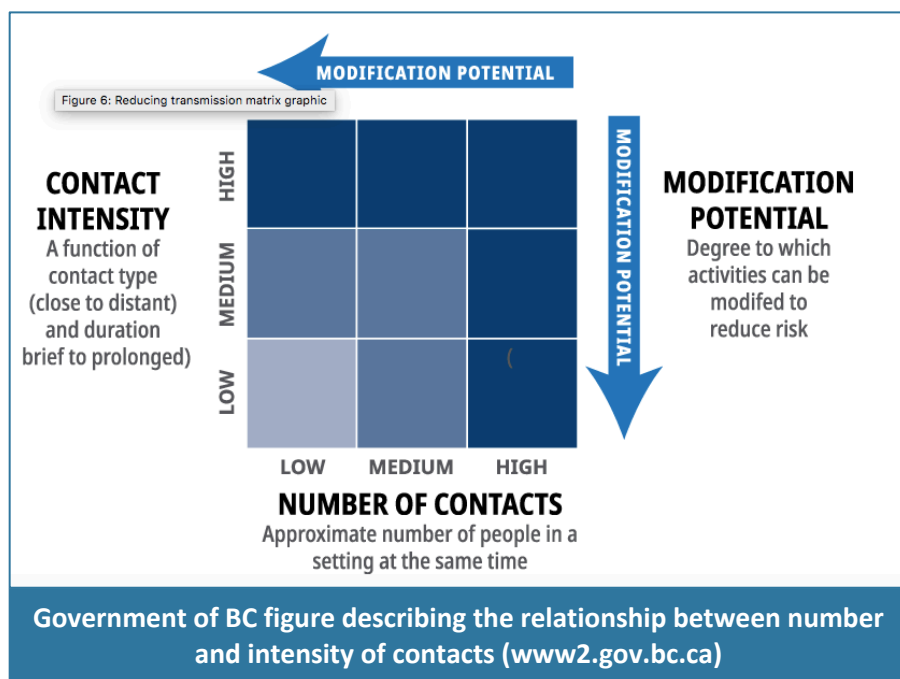 MODIFICATION POTENTIAL
Figure 6: Reducing transmission matrix graphic
CONTACT
INTENSITY
A function of
contact type
(close to distant)
and duration
brief to prolonged)
HIGH
MEDIUM
LOW
(
MODIFICATION POTENTIAL
MODIFICATION
POTENTIAL
Degree to which
activities can be
modifed to
reduce risk
LOW MEDIUM HIGH
NUMBER OF CONTACTS
Approximate number of people in a
setting at the same time
Government of BC figure describing the relationship between number
and intensity of contacts (www2.gov.bc.ca)